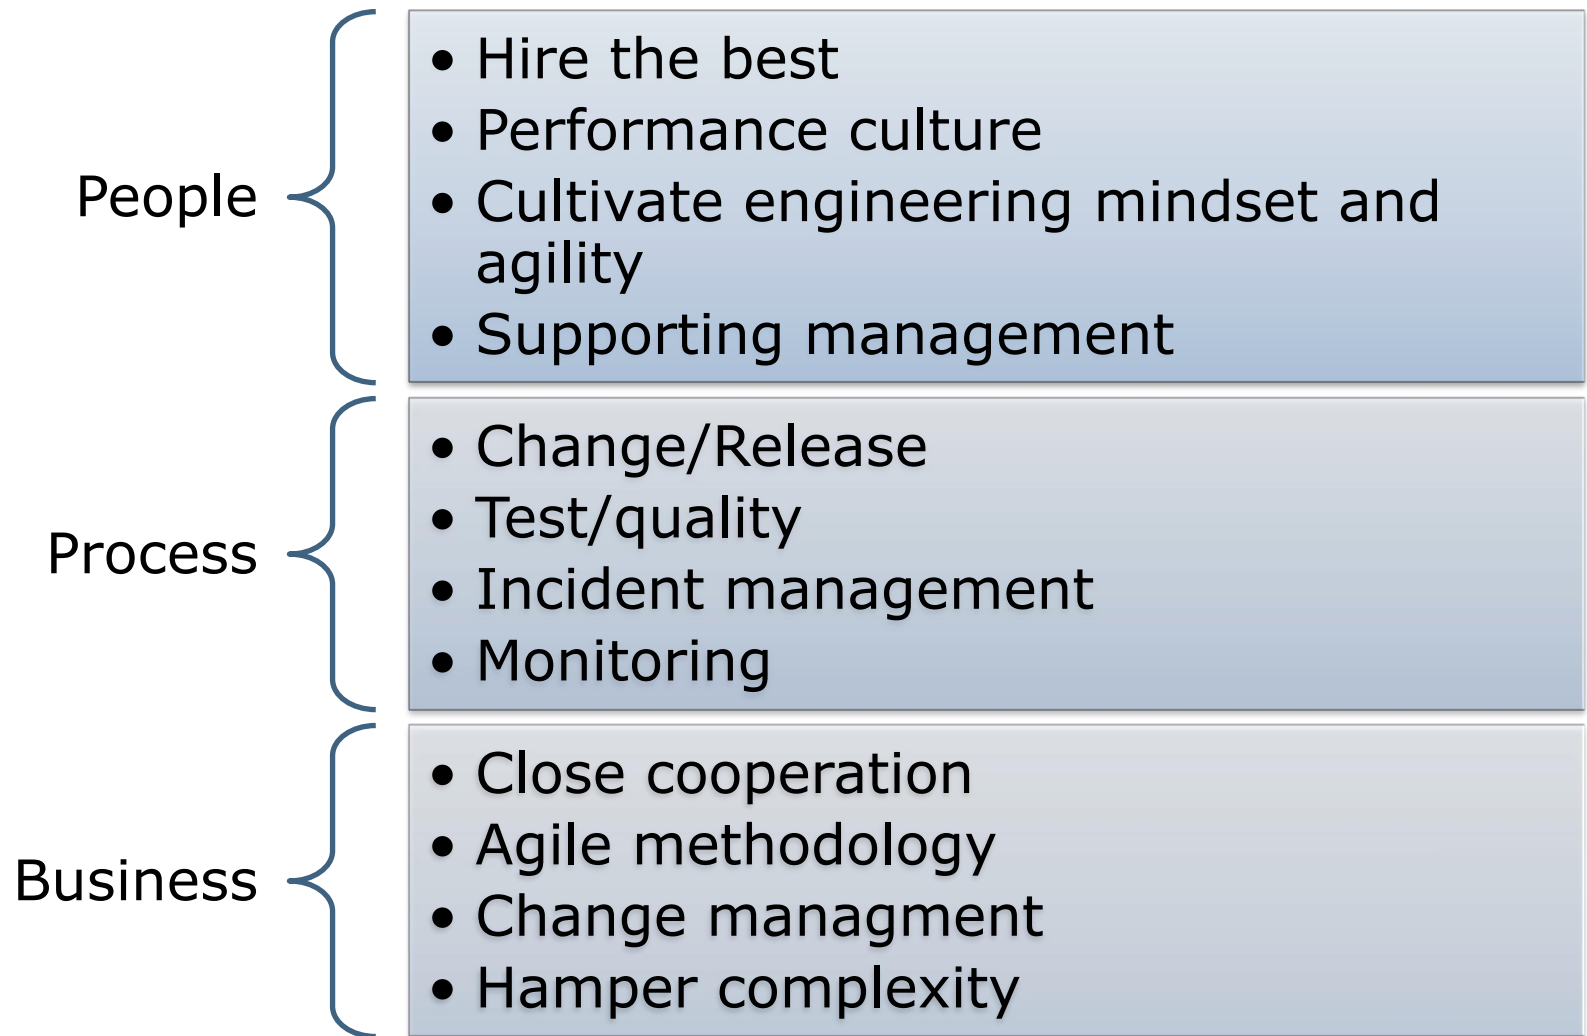 People
• Hire the best
• Performance culture
• Cultivate engineering mindset and
agility
• Supporting management
Process
• Change/Release
• Test/quality
• Incident management
• Monitoring
Business
• Close cooperation
• Agile methodology
• Change managment
• Hamper complexity